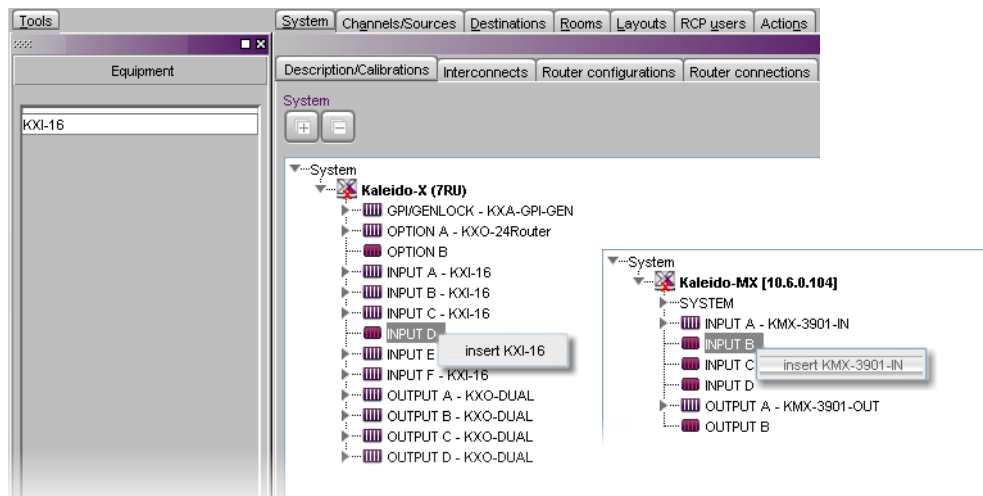 Tools
Equipment
KXI-16
System Channels/Sources Destinations Rooms Layouts RCP users Actions
Description/Calibrations Interconnects Router configurations Router connections
System
System
Kaleido-X (7RU)
GPI/GENLOCK - KXA-GPI-GEN
OPTION A - KXO-24Router
OPTION B
INPUT A - KXI-16
INPUT B - KXI-16
INPUT C - KXI-16
INPUT D
insert KXI-16
INPUT E
INPUT F - KXI-16
OUTPUT A - KXO-DUAL
OUTPUT B - KXO-DUAL
OUTPUT C - KXO-DUAL
OUTPUT D - KXO-DUAL
System
Kaleido-MX [10.6.0.104]
SYSTEM
INPUT A - KMX-3901-IN
INPUT B
insert KMX-3901-IN
INPUT C
INPUT D
OUTPUT A - KMX-3901-OUT
OUTPUT B